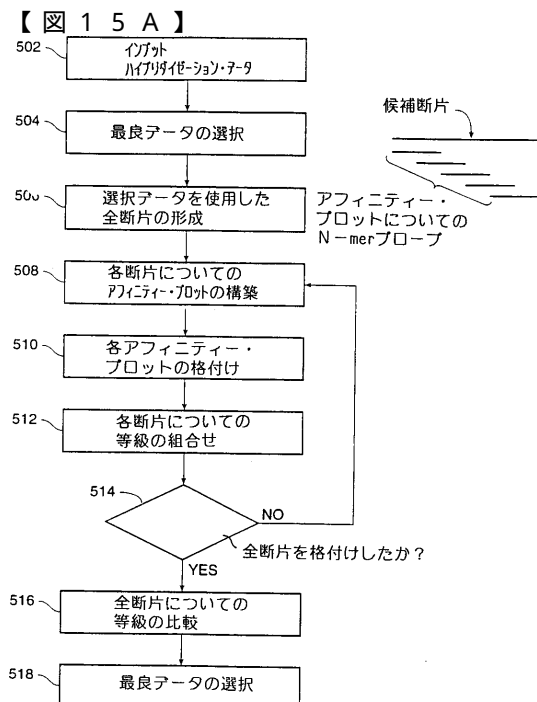 【図１５Ａ】
502
インプット
ハイブリダイゼーション・データ
504
最良データの選択
候補断片
選択データを使用した
全断片の形成
アフィニティー・
プロットについての
N－merプローブ
508
各断片についての
アフィニティー・プロットの構築
510
各アフィニティー・
プロットの格付け
512
各断片についての
等級の組合せ
514
NO
全断片を格付けしたか？
YES
516
全断片についての
等級の比較
518
最良データの選択